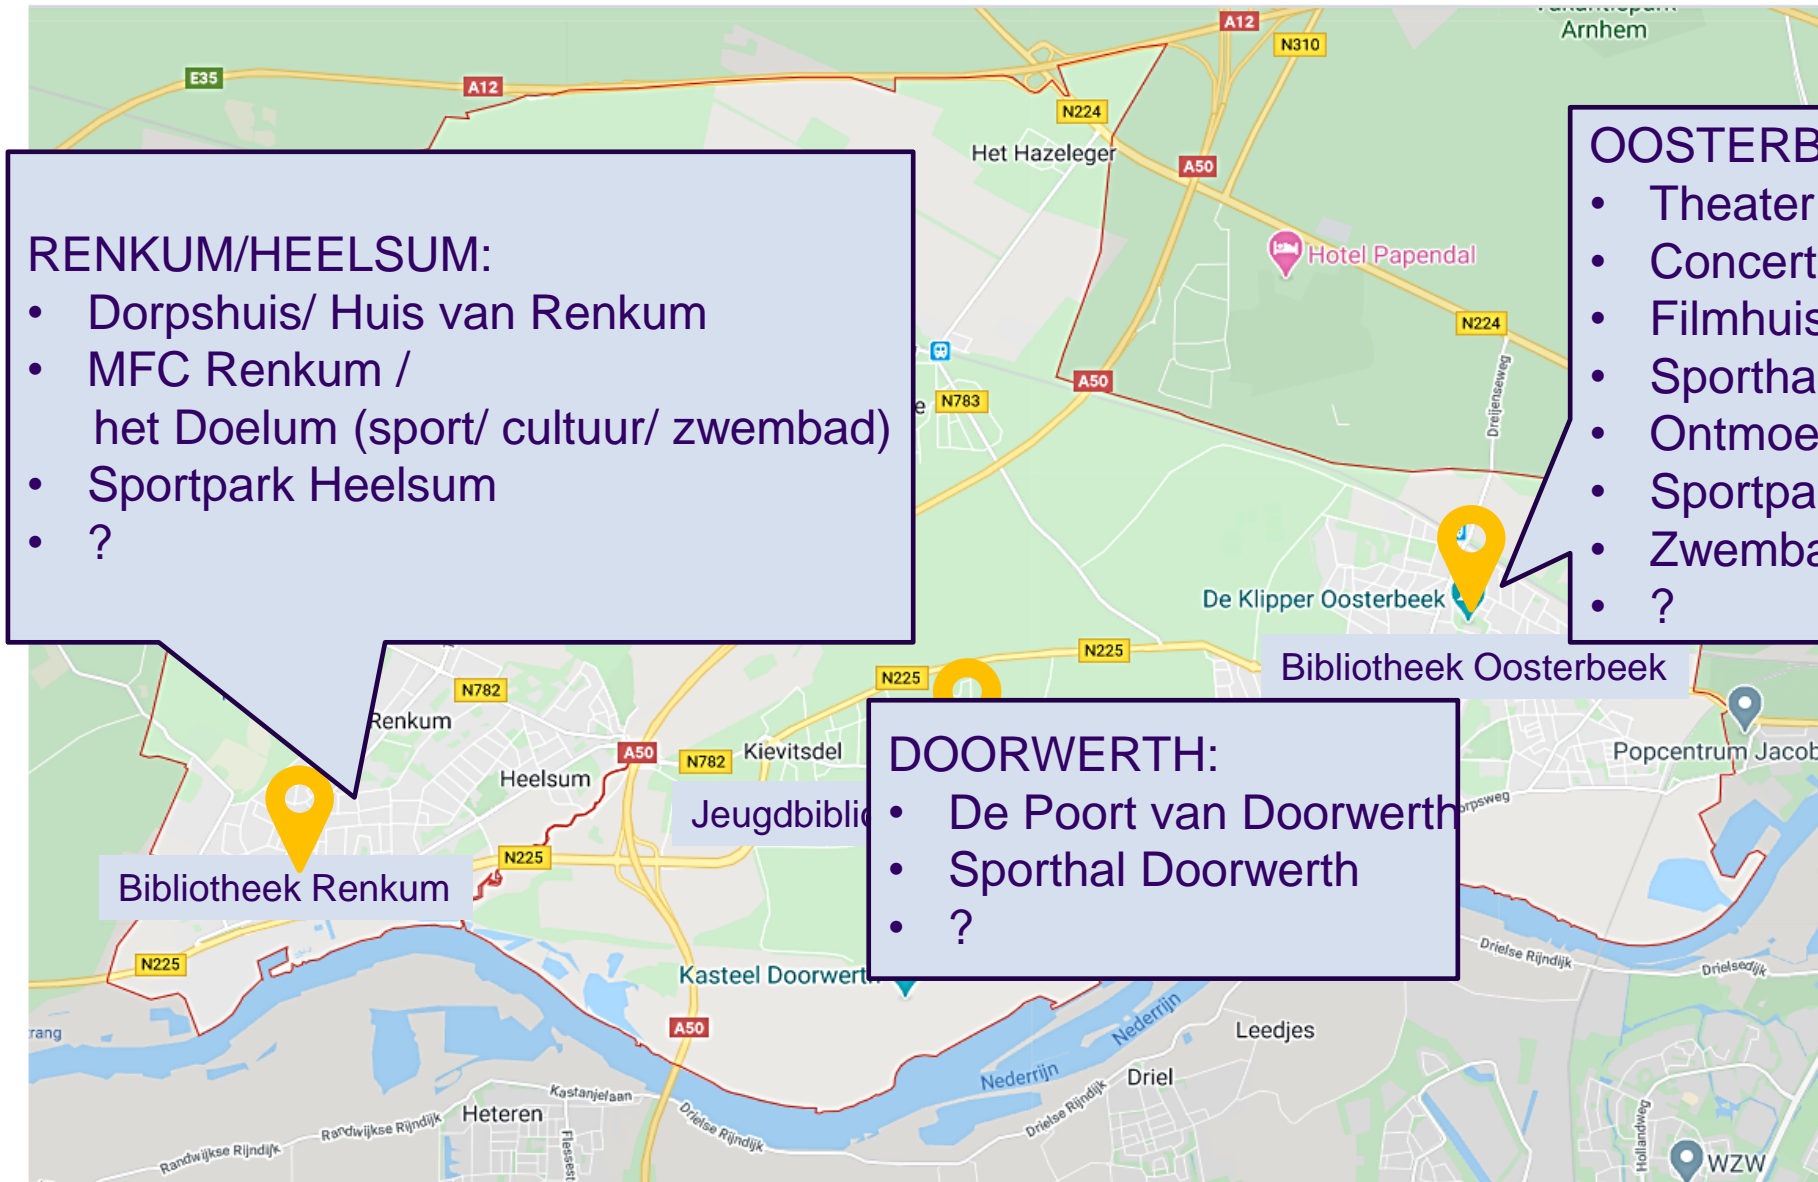 Arnhem
A12
N310
E35
A12
N224
Het Hazeleger
A50
Hotel Papendal
N224
A50
N783
Dreijenseweg
RENKUM/HEELSUM:
• Dorpshuis/ Huis van Renkum
• MFC Renkum /
het Doelum (sport/ cultuur/ zwembad)
• Sportpark Heelsum
• ?
OOSTERB
• Theater
• Concert
• Filmhuis
• Sportha
• Ontmoe
• Sportpa
• Zwemba
• ?
De Klipper Oosterbeek
N225
Bibliotheek Oosterbeek
N225
N782
Renkum
A50
N782
Kievitsdel
Heelsum
Popcentrum Jacob
DOORWERTH:
• De Poort van Doorwerth
• Sporthal Doorwerth
• ?
Jeugdbiblio
orpsweg
N225
Bibliotheek Renkum
N225
Kasteel Doorwerth
Drielse Rijndijk
Drielsedijk
trang
A50
Nederrijn
Leedjes
Nederrijn
Driel
Kastanjelaan
Heteren
Drielse Rijndijk
Drielse Rijndijk
Randwijkse Rijndijk
Randwijkse Rijndijk
Flessest
Hollandweg
WZW